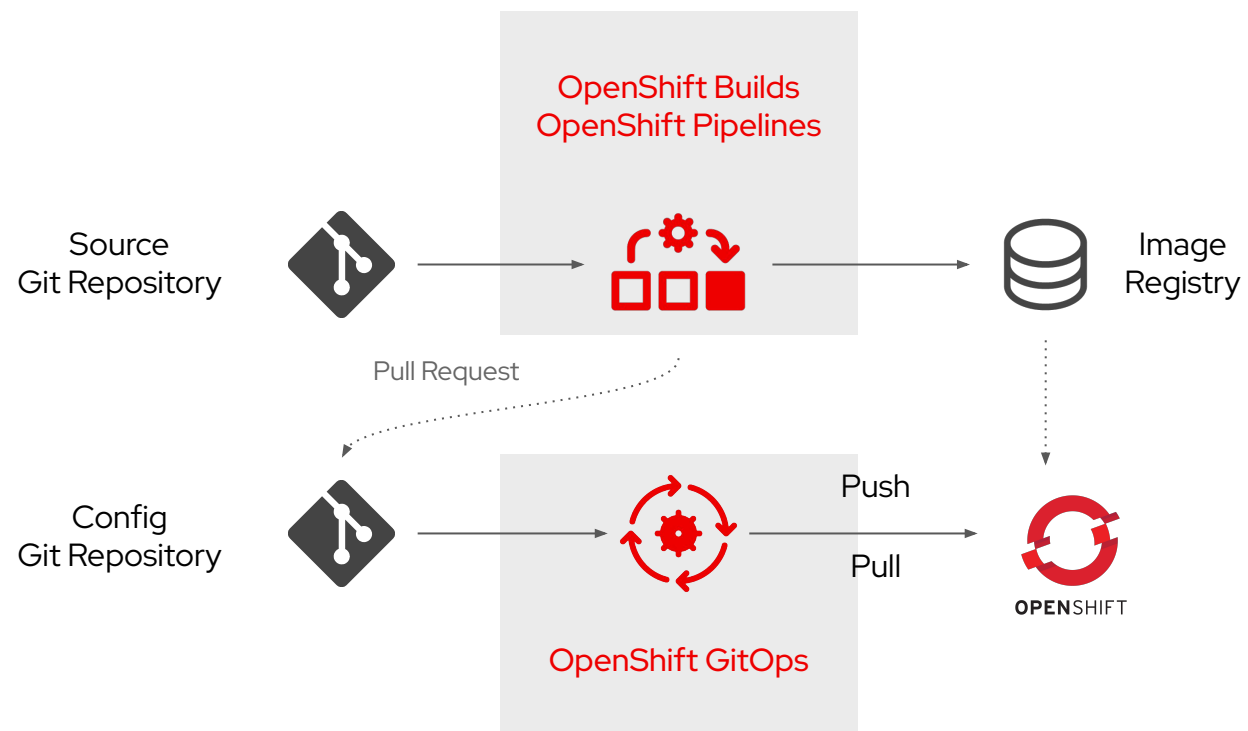 OpenShift Builds
OpenShift Pipelines
Source
Git Repository
Image
Registry
Pull Request
Config
Git Repository
Push
Pull
OPENSHIFT
OpenShift GitOps